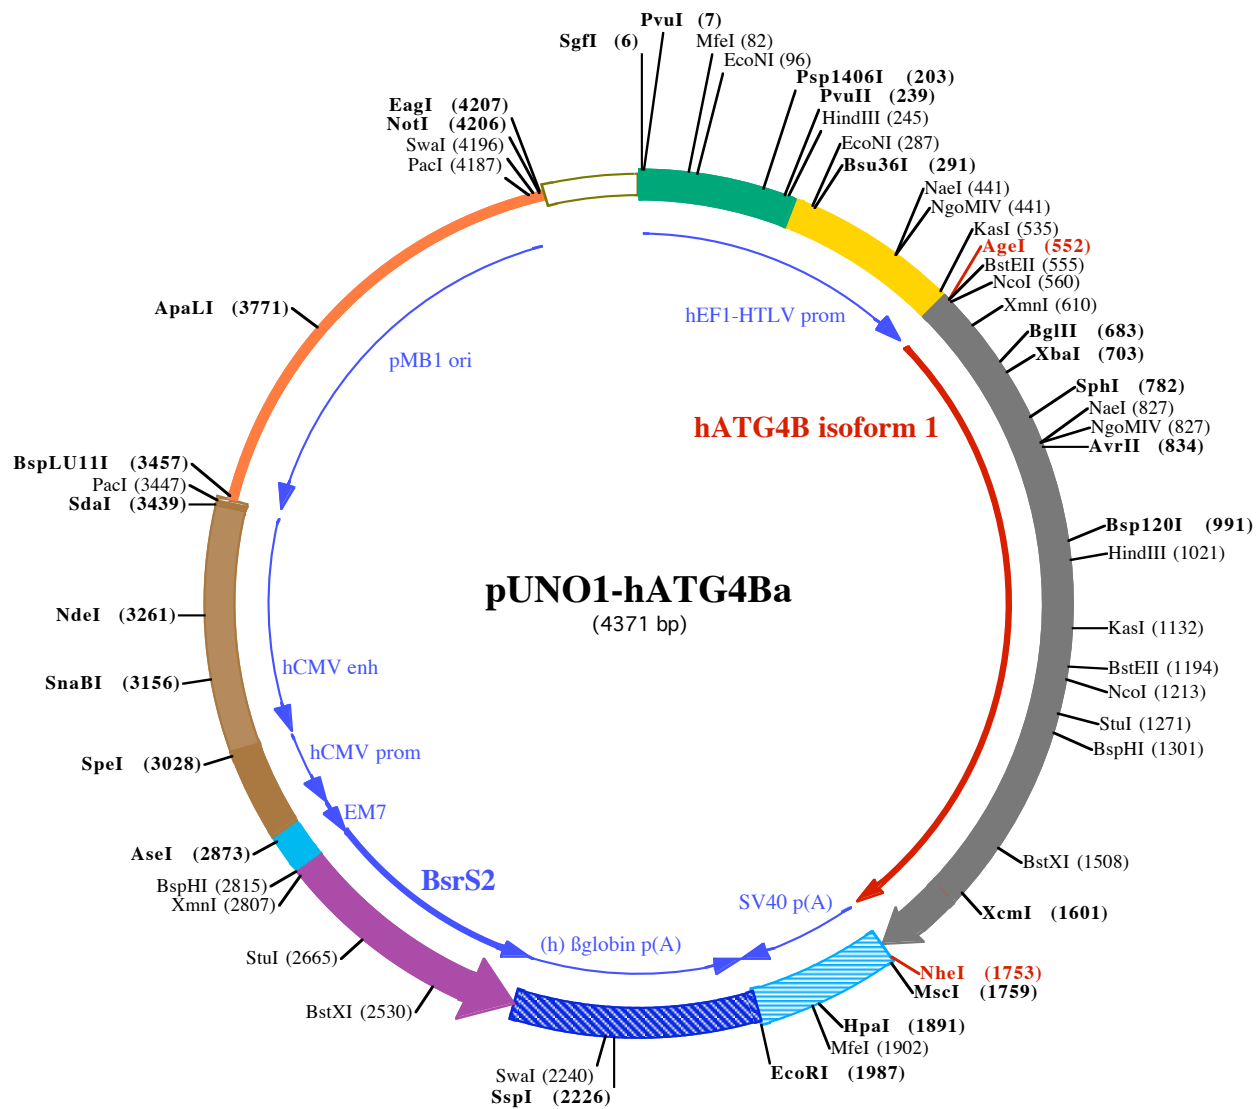 PvuI (7)
SgfI (6)
MfeI (82)
EcoNI (96)
Psp1406I (203)
PvuII (239)
HindIII (245)
EcoNI (287)
Bsu36I (291)
NaeI (441)
NgoMIV (441)
KasI (535)
AgeI (552)
BstEII (555)
NcoI (560)
XmnI (610)
BglII (683)
XbaI (703)
SphI (782)
NaeI (827)
NgoMIV (827)
AvrII (834)
Bsp120I (991)
HindIII (1021)
KasI (1132)
BstEII (1194)
NcoI (1213)
StuI (1271)
BspHI (1301)
BstXI (1508)
XcmI (1601)
NheI (1753)
MscI (1759)
HpaI (1891)
MfeI (1902)
EcoRI (1987)
SspI (2226)
SwaI (2240)
BstXI (2530)
StuI (2665)
XmnI (2807)
BspHI (2815)
AseI (2873)
SpeI (3028)
SnaBI (3156)
NdeI (3261)
SdaI (3439)
PacI (3447)
BspLU11I (3457)
ApaLI (3771)
PacI (4187)
SwaI (4196)
NotI (4206)
EagI (4207)
hEF1-HTLV prom
hATG4B isoform 1
SV40 p(A)
(h) ßglobin p(A)
BsrS2
EM7
hCMV prom
hCMV enh
pMB1 ori
pUNO1-hATG4Ba
(4371 bp)